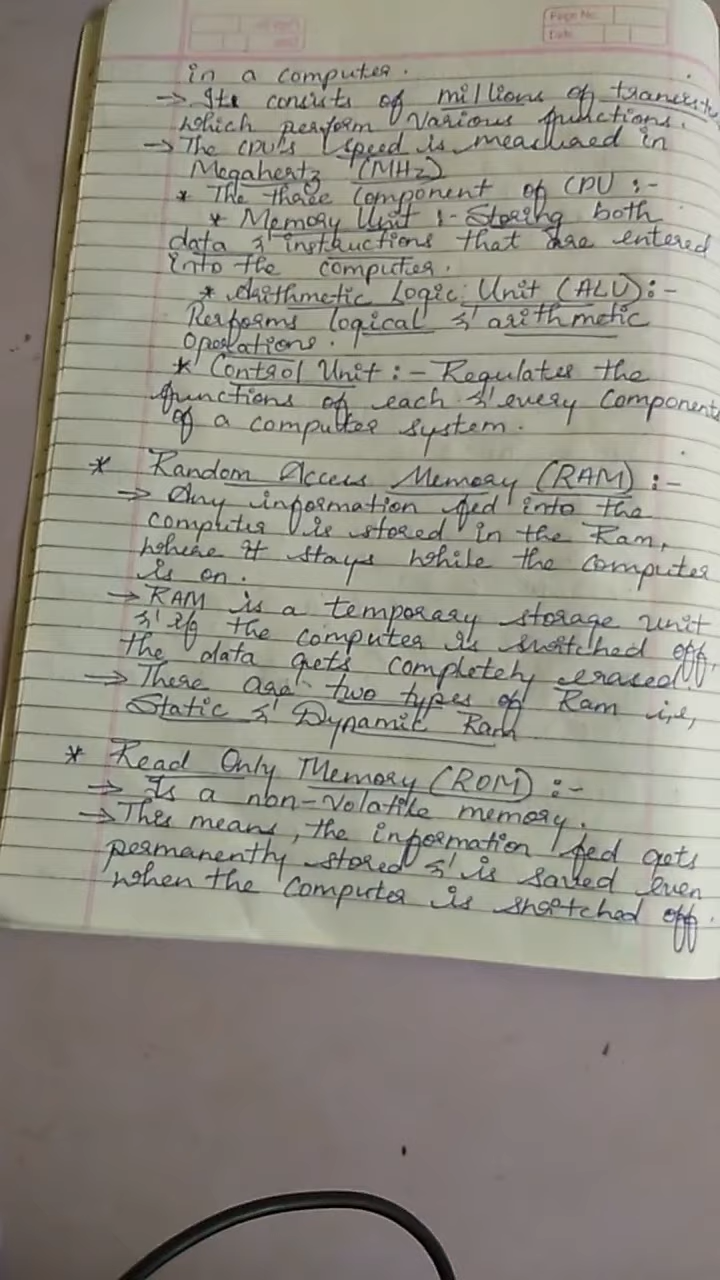 Page No.
Date
in a computer.
→ Its consists of millions of transisto
which perform various functions.
→ The CPU's speed is measured in
Megahertz (MHz)
* The three component of CPU :-
* Memory Unit :- Storing both
data & instructions that are entered
into the computer.
* Arithmetic Logic Unit (ALU):-
Performs logical & arithmetic
Operations.
* Control Unit :- Regulates the
functions of each & every Component
of a computer system.
* Random Access Memory (RAM) :-
→ Any information fed into the
computer is stored in the Ram,
where it stays while the computer
is on.
→ RAM is a temporary storage unit
& if the computer is switched off,
the data gets completely erased.
→ There are two types of Ram i,e,
Static & Dynamic Ram
* Read Only Memory (ROM) :-
→ Is a non-volatile memory.
→ This means, the information fed gets
permanently stored & is saved even
when the Computer is switched off.